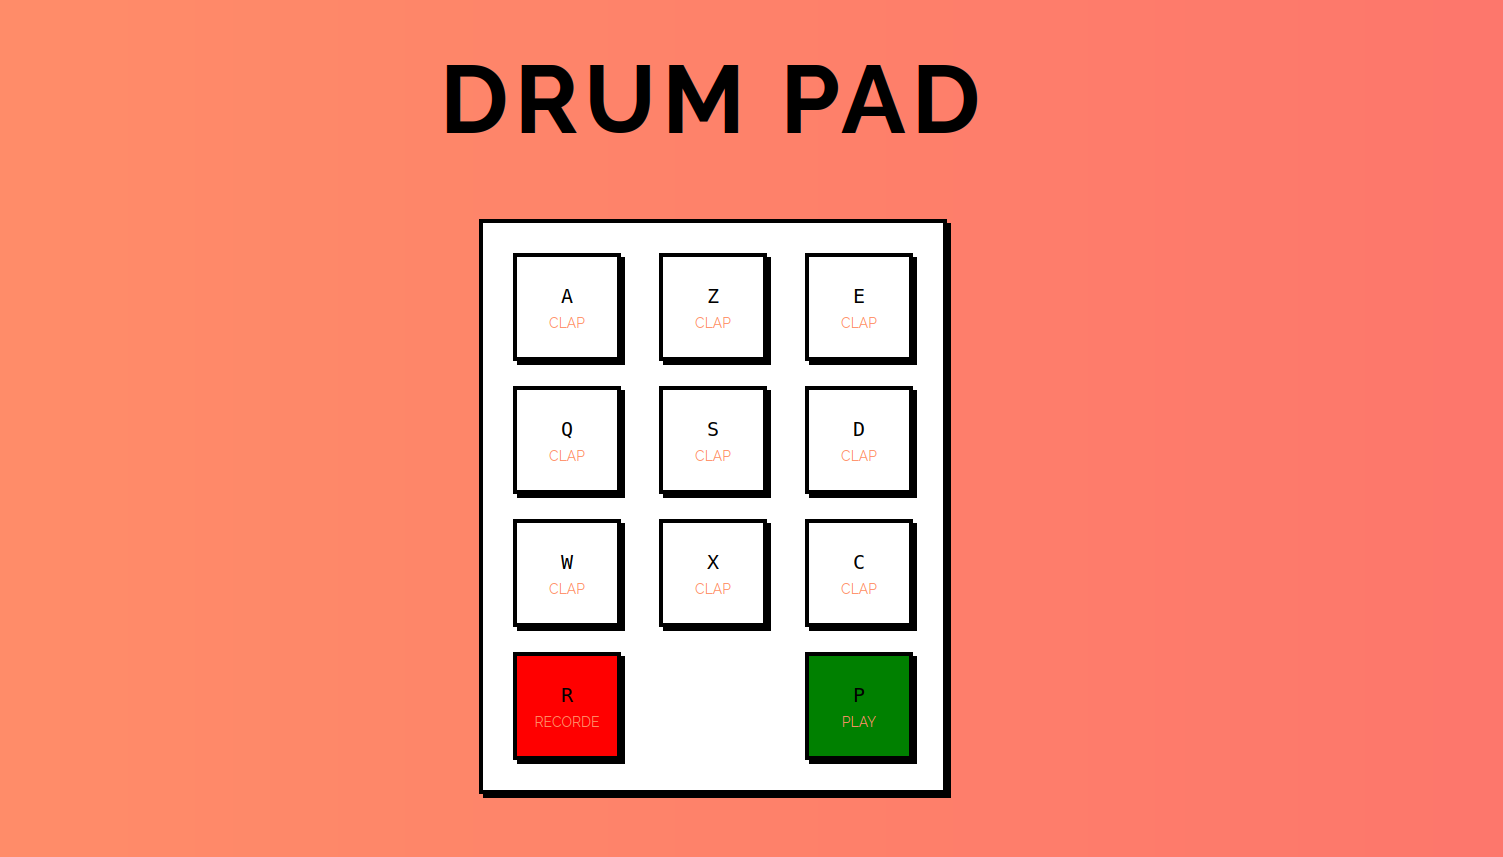 DRUM PAD
A Z E
CLAP CLAP CLAP
Q S D
CLAP CLAP CLAP
W X C
CLAP CLAP CLAP
R P
RECORDE PLAY